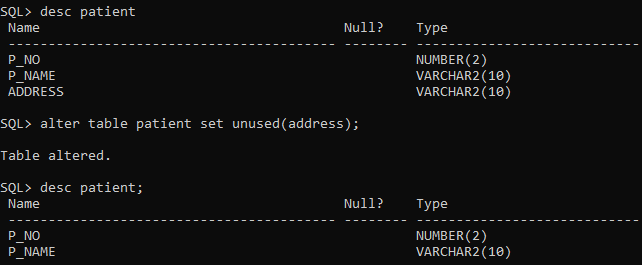 SQL> desc patient
 Name                                      Null?    Type
 ----------------------------------------- -------- ----------------------------
 P_NO                                               NUMBER(2)
 P_NAME                                             VARCHAR2(10)
 ADDRESS                                            VARCHAR2(10)
SQL> alter table patient set unused(address);
Table altered.
SQL> desc patient;
 Name                                      Null?    Type
 ----------------------------------------- -------- ----------------------------
 P_NO                                               NUMBER(2)
 P_NAME                                             VARCHAR2(10)